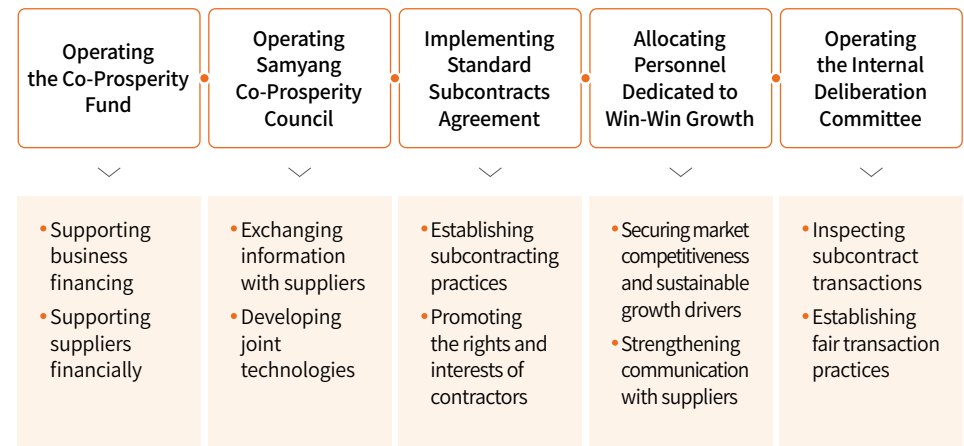 Operating
the Co-Prosperity
Fund
Operating
Samyang
Co-Prosperity
Council
Implementing
Standard
Subcontracts
Agreement
Allocating
Personnel
Dedicated to
Win-Win Growth
Operating
the Internal
Deliberation
Committee
• Supporting
business
financing
• Supporting
suppliers
financially
• Exchanging
information
with suppliers
• Developing
joint
technologies
• Establishing
subcontracting
practices
• Promoting
the rights and
interests of
contractors
• Securing market
competitiveness
and sustainable
growth drivers
• Strengthening
communication
with suppliers
• Inspecting
subcontract
transactions
• Establishing
fair transaction
practices